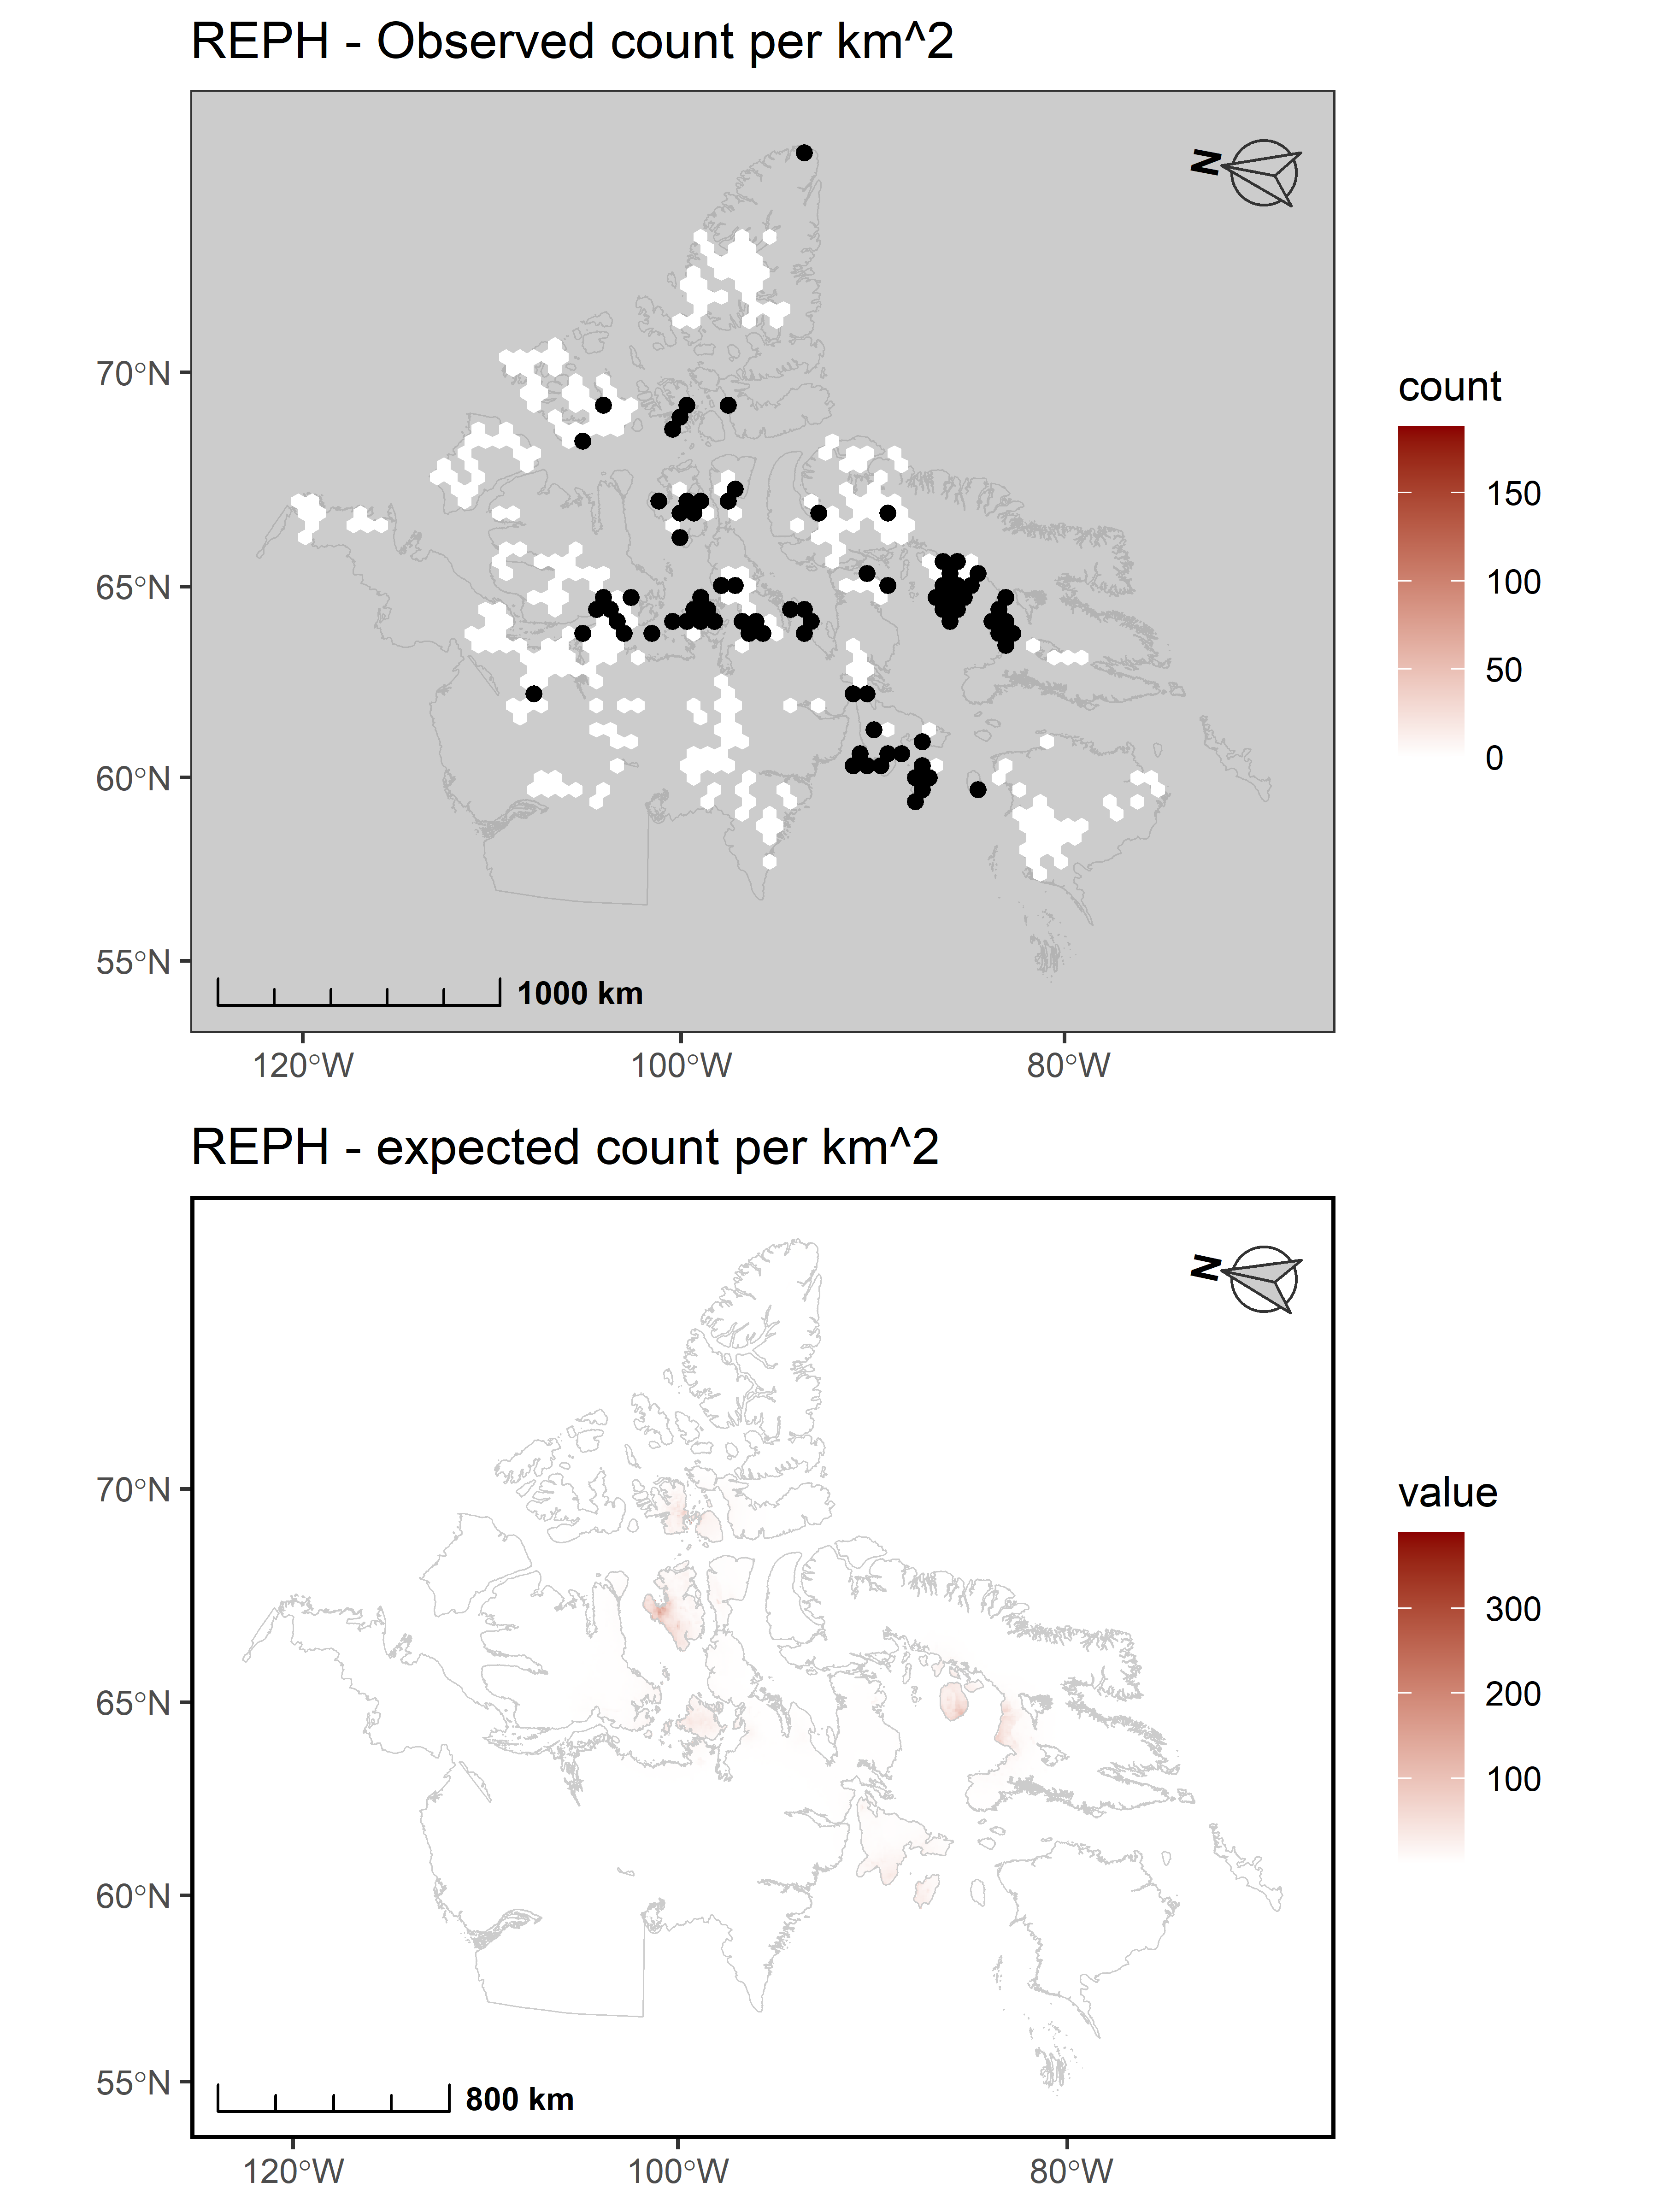 REPH - Observed count per km^2
N
70°N
65°N
60°N
55°N
1000 km
120°W
100°W
80°W
count
150
100
50
0
REPH - expected count per km^2
N
70°N
65°N
60°N
55°N
800 km
120°W
100°W
80°W
value
300
200
100